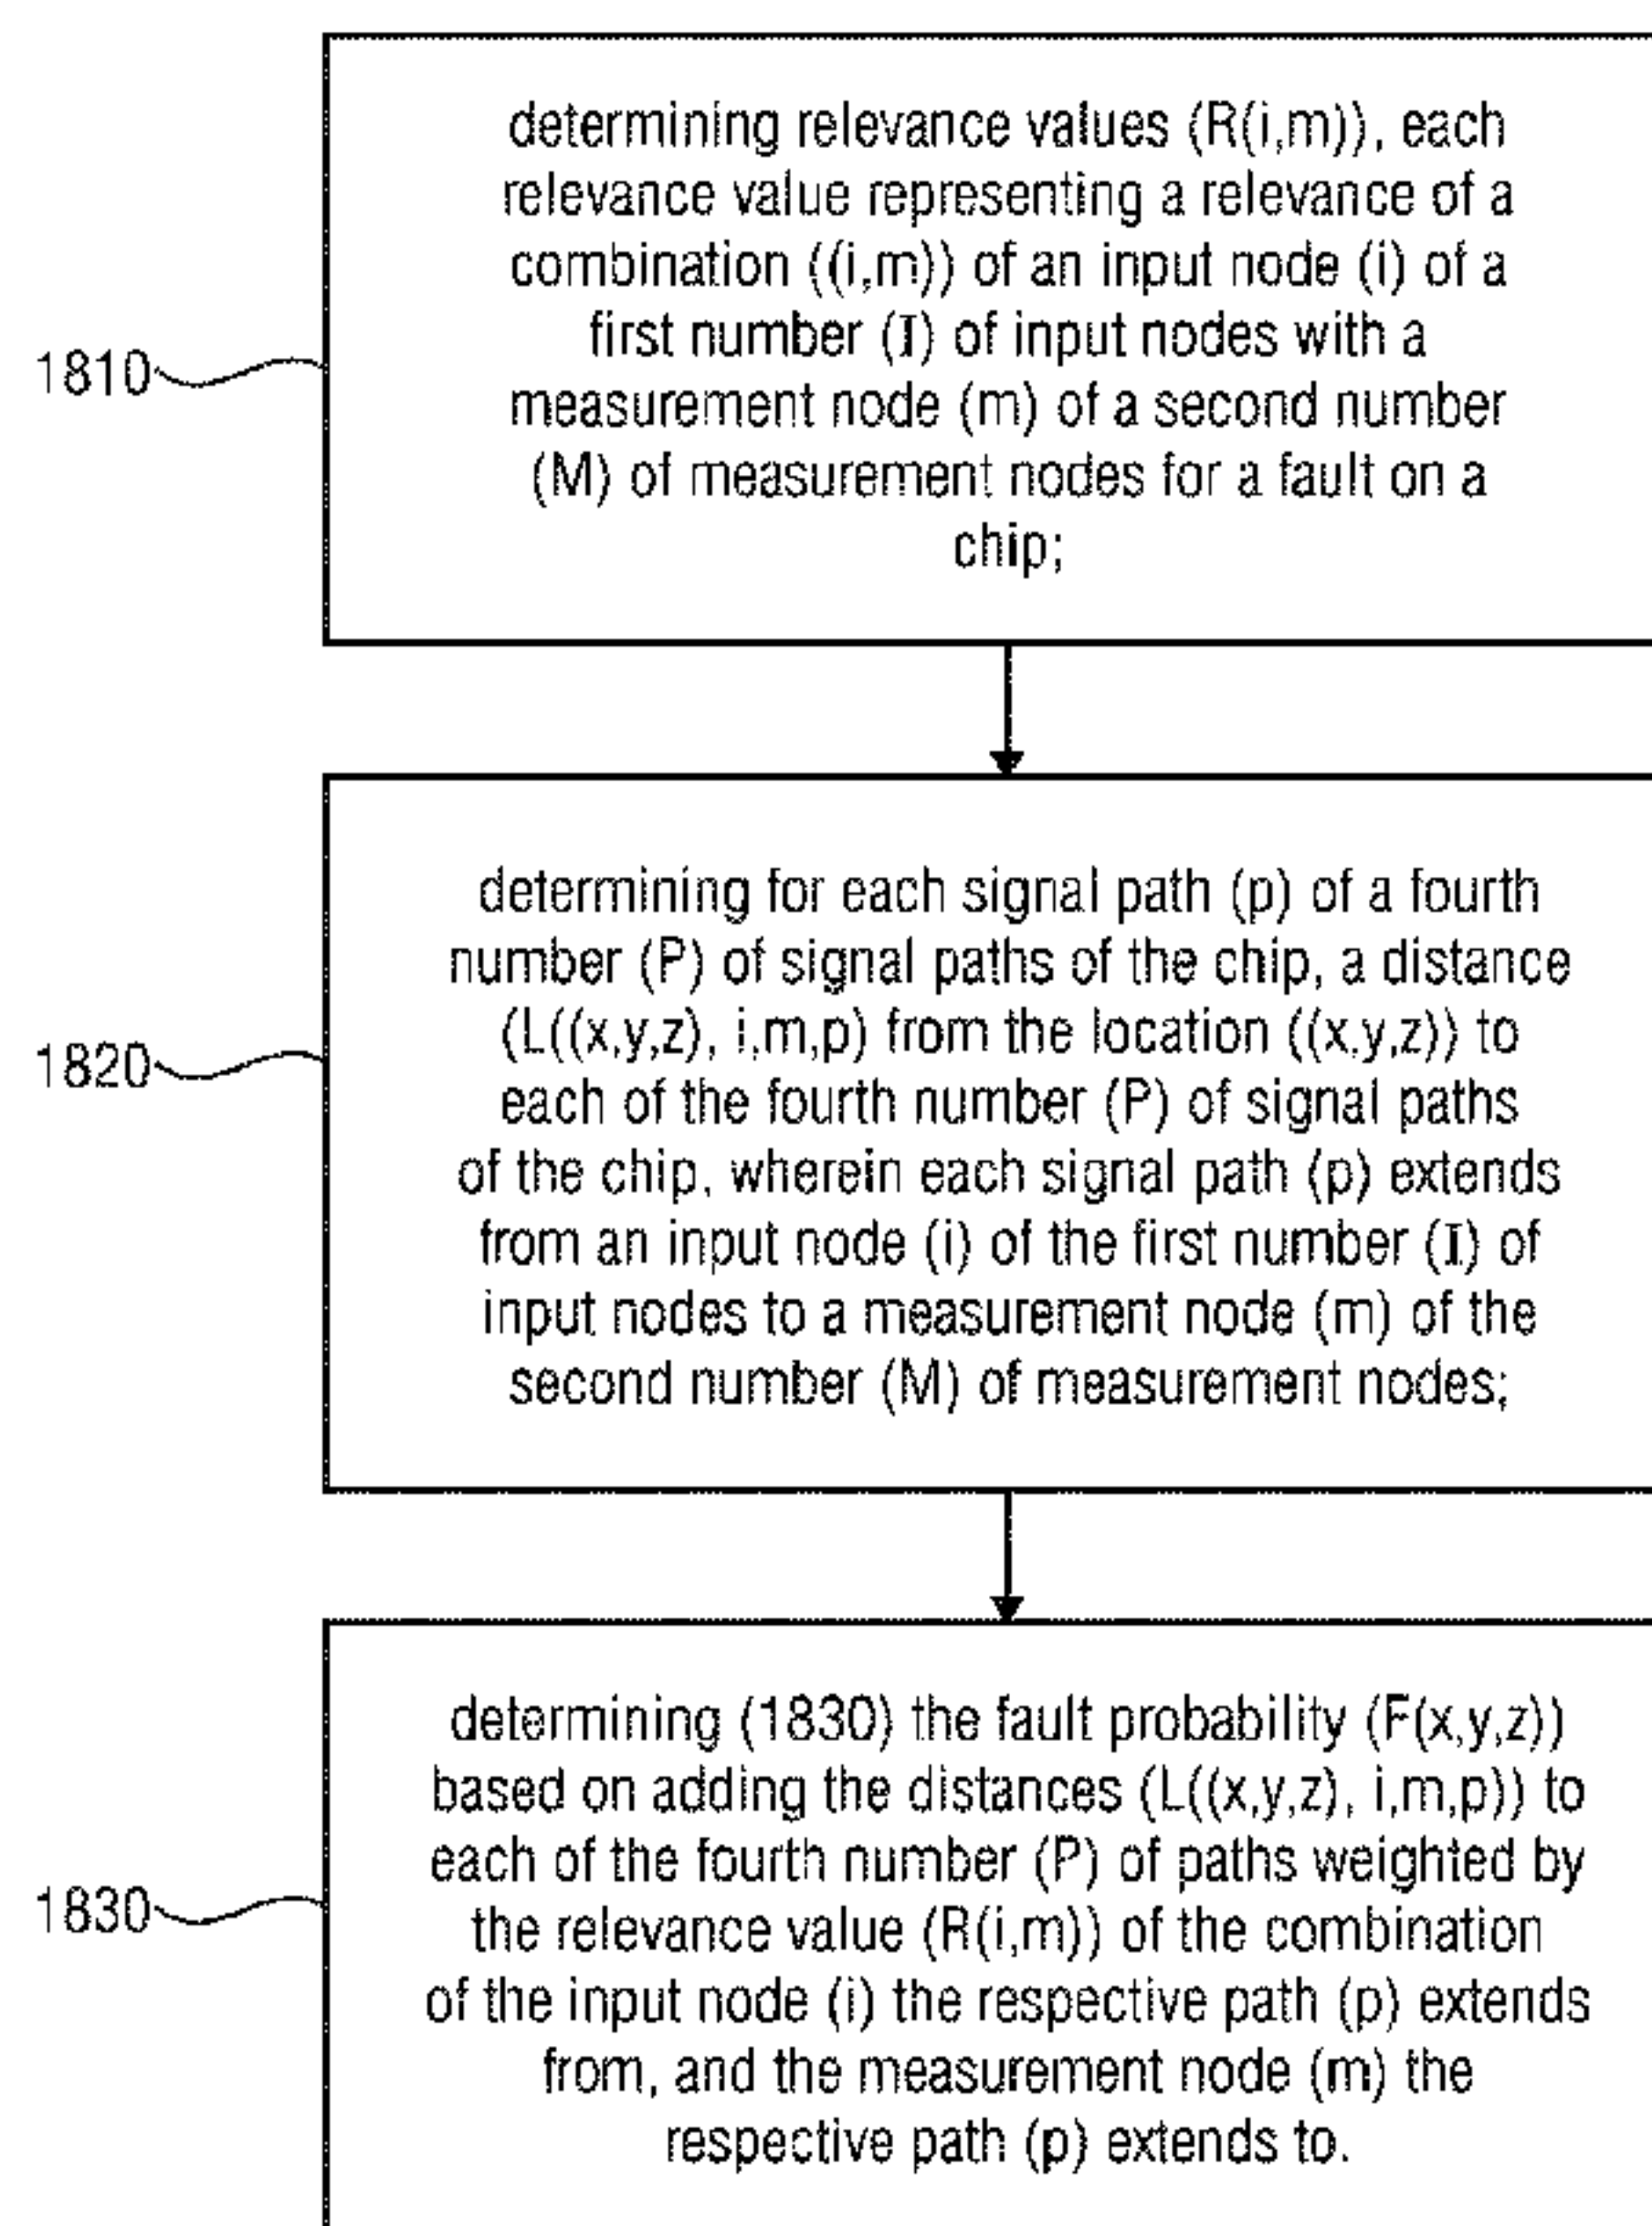 determining relevance values (R(i,m)), each
relevance value representing a relevance of a
combination ((i,m)) of an input node (i) of a
first number (I) of input nodes with a
measurement node (m) of a second number
(M) of measurement nodes for a fault on a
chip;
1810
determining for each signal path (p) of a fourth
number (P) of signal paths of the chip, a distance
(L((x,y,z), i,m,p) from the location ((x,y,z)) to
each of the fourth number (P) of signal paths
of the chip, wherein each signal path (p) extends
from an input node (i) of the first number (I) of
input nodes to a measurement node (m) of the
second number (M) of measurement nodes;
1820
determining (1830) the fault probability (F(x,y,z))
based on adding the distances (L((x,y,z), i,m,p)) to
each of the fourth number (P) of paths weighted by
the relevance value (R(i,m)) of the combination
of the input node (i) the respective path (p) extends
from, and the measurement node (m) the
respective path (p) extends to.
1830